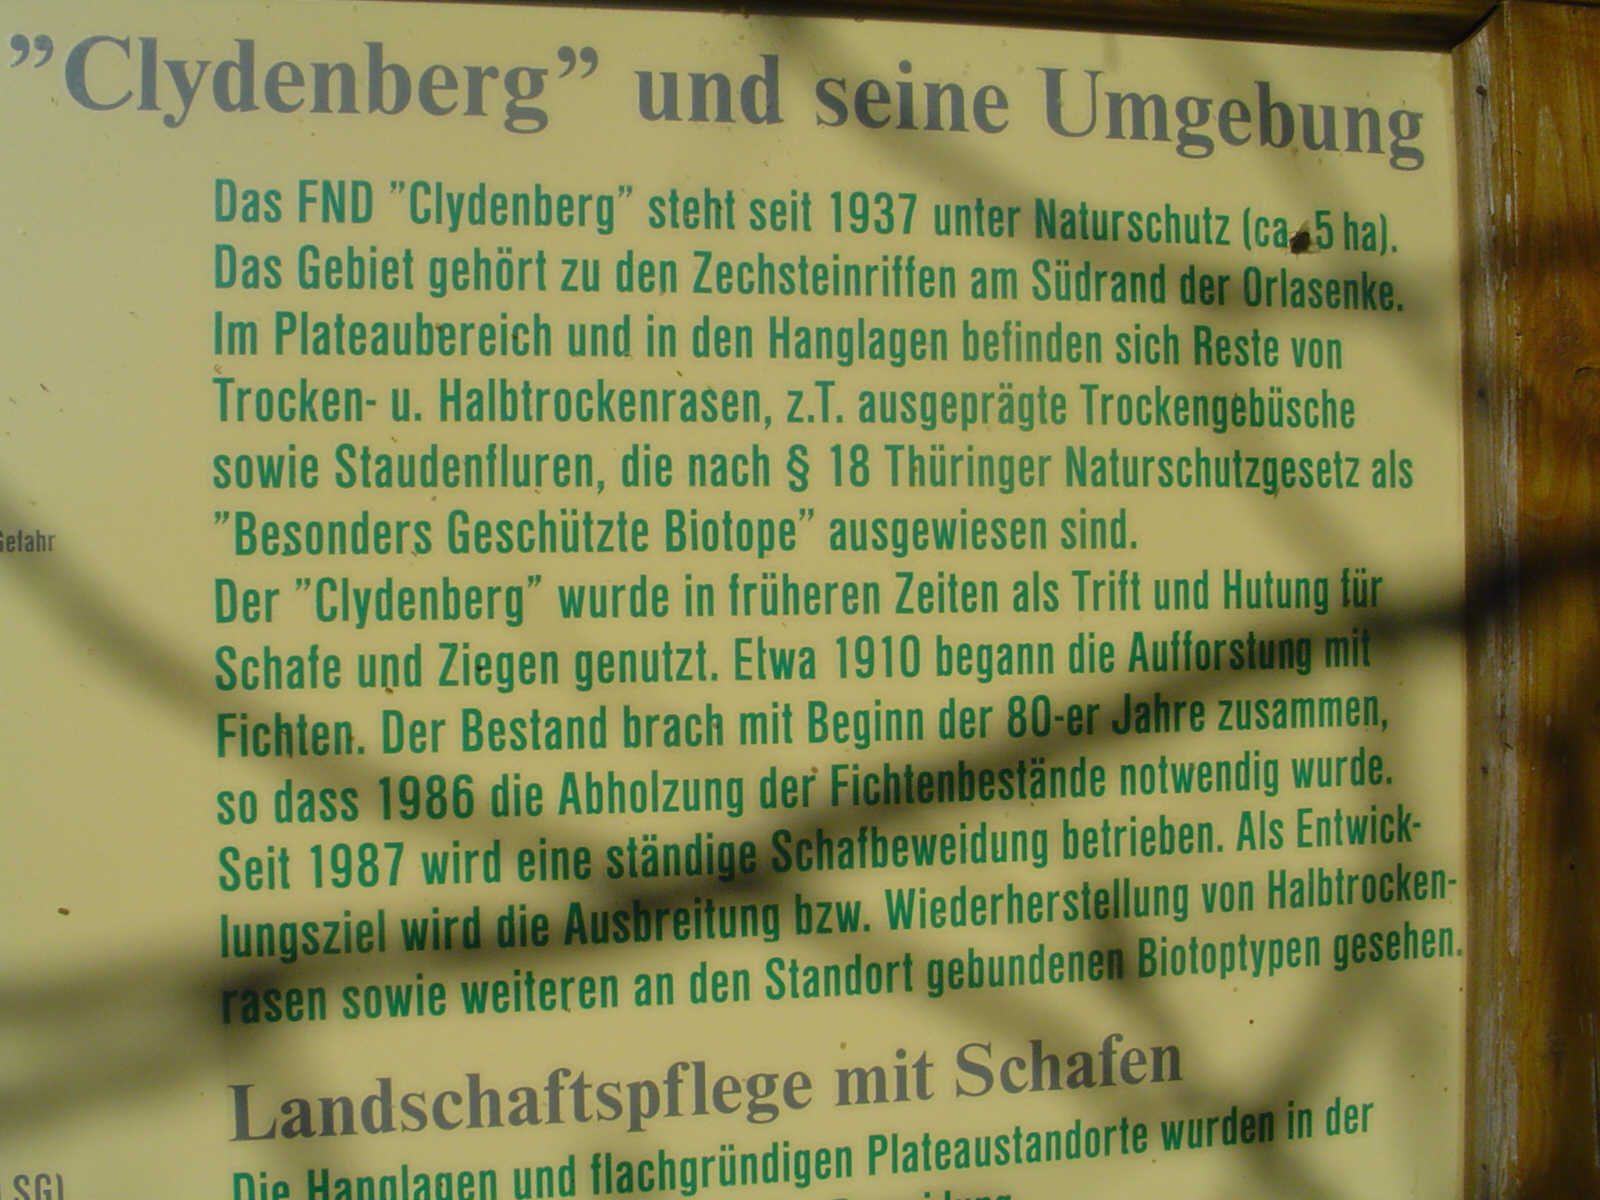 ”Clydenberg” und seine Umgebung
Das FND ”Clydenberg” steht seit 1937 unter Naturschutz (ca. 5 ha).
Das Gebiet gehört zu den Zechsteinriffen am Südrand der Orlasenke.
Im Plateaubereich und in den Hanglagen befinden sich Reste von
Trocken- u. Halbtrockenrasen, z.T. ausgeprägte Trockengebüsche
sowie Staudenfluren, die nach § 18 Thüringer Naturschutzgesetz als
”Besonders Geschützte Biotope” ausgewiesen sind.
Der ”Clydenberg” wurde in früheren Zeiten als Trift und Hutung für
Schafe und Ziegen genutzt. Etwa 1910 begann die Aufforstung mit
Fichten. Der Bestand brach mit Beginn der 80-er Jahre zusammen,
so dass 1986 die Abholzung der Fichtenbestände notwendig wurde.
Seit 1987 wird eine ständige Schafbeweidung betrieben. Als Entwick-
lungsziel wird die Ausbreitung bzw. Wiederherstellung von Halbtrocken-
rasen sowie weiteren an den Standort gebundenen Biotoptypen gesehen.
Landschaftspflege mit Schafen
Die Hanglagen und flachgründigen Plateaustandorte wurden in der
Gefahr
LSG)